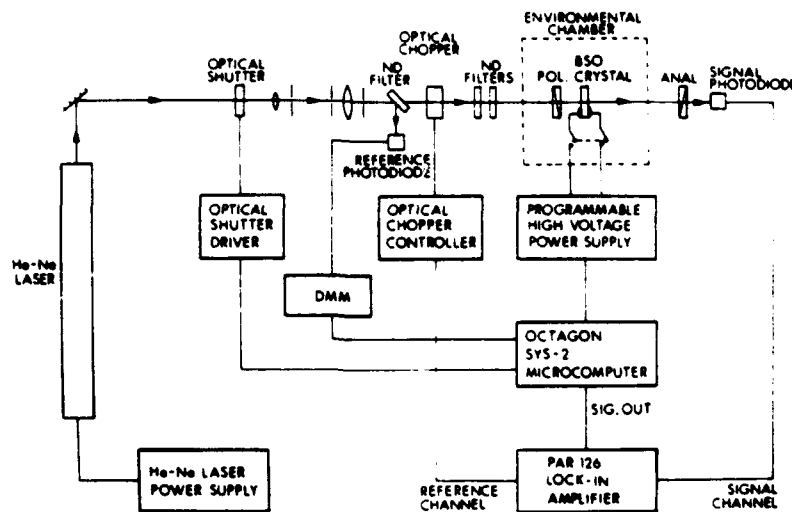 ENVIRONMENTAL
CHAMBER
OPTICAL
CHOPPER
OPTICAL
SHUTTER
ND
FILTER
ND
FILTERS
BSO
POL. CRYSTAL
ANAL
SIGNAL
PHOTODIODE
REFERENCE
PHOTODIODE
OPTICAL
SHUTTER
DRIVER
OPTICAL
CHOPPER
CONTROLLER
PROGRAMMABLE
HIGH VOLTAGE
POWER SUPPLY
He-Ne
LASER
DMM
OCTAGON
SYS-2
MICROCOMPUTER
SIG. OUT
He-Ne LASER
POWER SUPPLY
REFERENCE
CHANNEL
PAR 126
LOCK-IN
AMPLIFIER
SIGNAL
CHANNEL